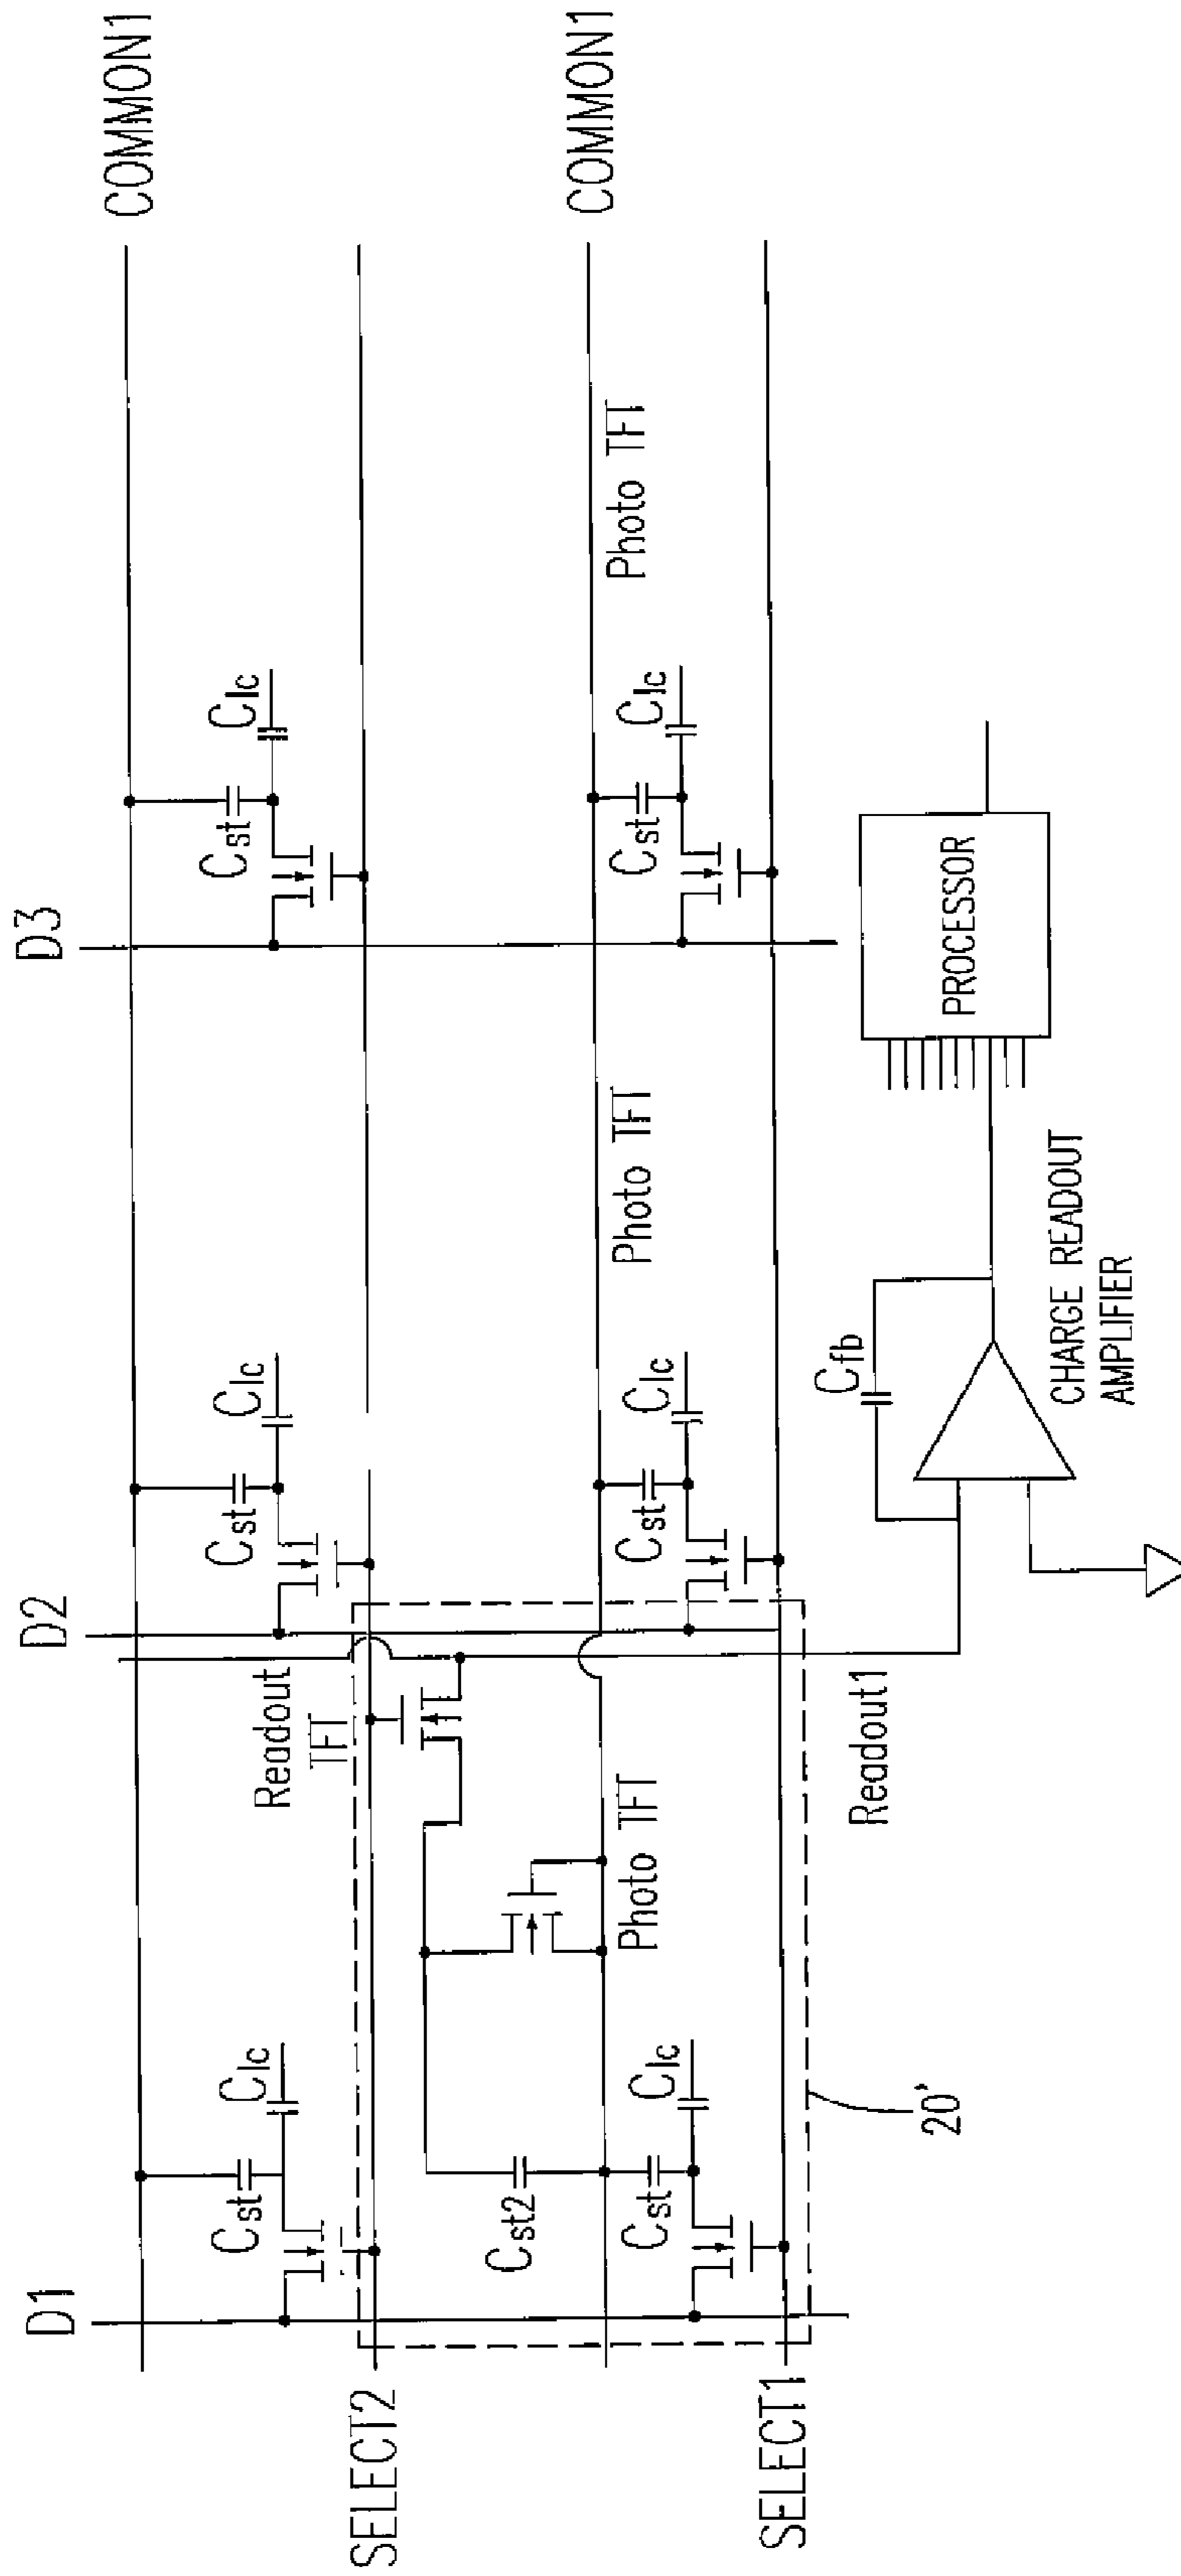 D1
D2
D3
COMMON1
Cst
Clc
Cst
Clc
Cst
Clc
SELECT2
Readout
TFT
COMMON1
Cst2
Photo TFT
Photo TFT
Photo TFT
Cst
Clc
Cst
Clc
Cst
Clc
SELECT1
20'
Readout1
Cfb
CHARGE READOUT
AMPLIFIER
PROCESSOR